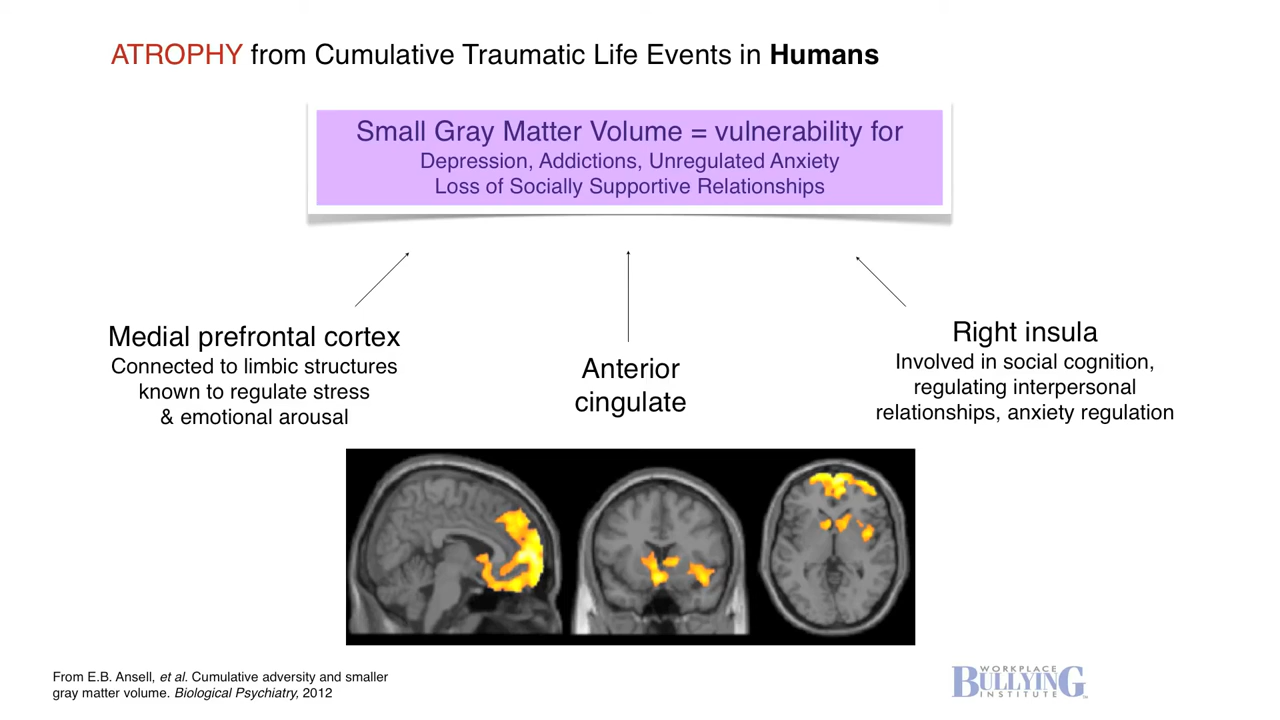 ATROPHY from Cumulative Traumatic Life Events in Humans
Small Gray Matter Volume = vulnerability for
Depression, Addictions, Unregulated Anxiety
Loss of Socially Supportive Relationships
Medial prefrontal cortex
Connected to limbic structures
known to regulate stress
& emotional arousal
Anterior
cingulate
Right insula
Involved in social cognition,
regulating interpersonal
relationships, anxiety regulation
From E.B. Ansell, et al. Cumulative adversity and smaller
gray matter volume. Biological Psychiatry, 2012
WORKPLACE
BULLYING
INSTITUTE